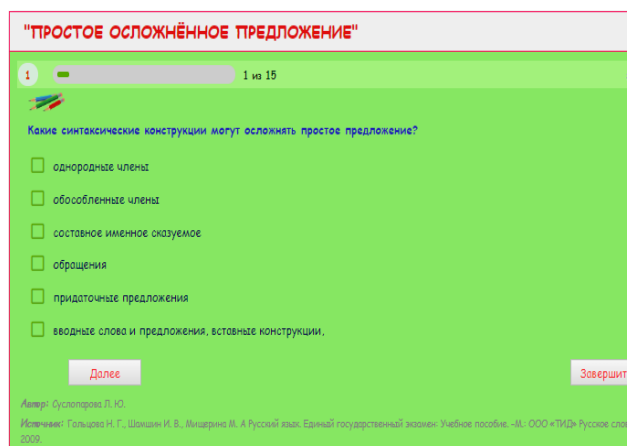 "ПРОСТОЕ ОСЛОЖНЁННОЕ ПРЕДЛОЖЕНИЕ"
1 1 из 15
Какие синтаксические конструкции могут осложнять простое предложение?
однородные члены
обособленные члены
составное именное сказуемое
обращения
придаточные предложения
вводные слова и предложения, вставные конструкции,
Далее Завершит
Автор: Суслопарова Л. Ю.
Источник: Гольцова Н. Г., Шамшин И. В., Мищерина М. А Русский язык. Единый государственный экзамен: Учебное пособие. –М.: ООО «ТИД» Русское сло
2009.